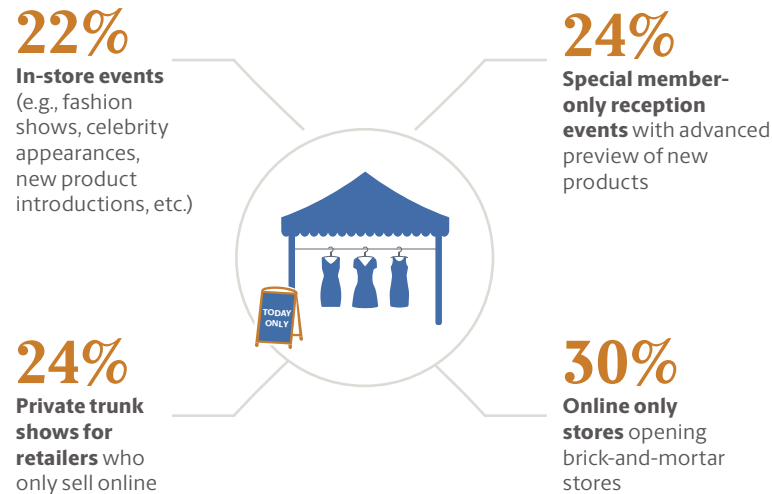 22%
In-store events
(e.g., fashion
shows, celebrity
appearances,
new product
introductions, etc.)
24%
Special member-
only reception
events with advanced
preview of new
products
TODAY
ONLY
24%
Private trunk
shows for
retailers who
only sell online
30%
Online only
stores opening
brick-and-mortar
stores